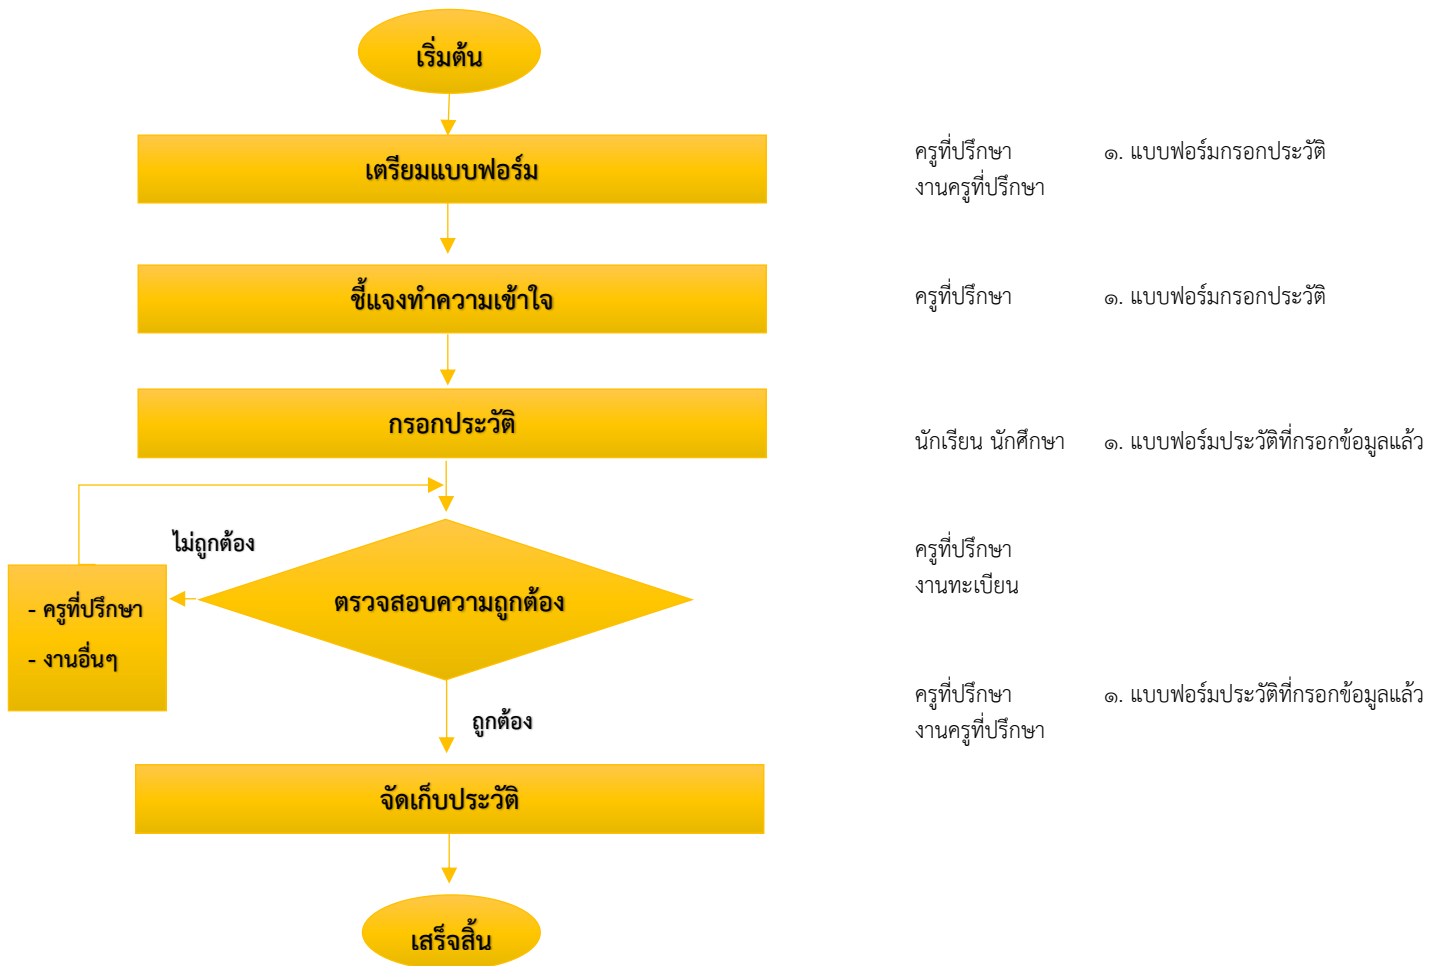 เริ่มต้น
เตรียมแบบฟอร์ม
ครูที่ปรึกษา ๑. แบบฟอร์มกรอกประวัติ
งานครูที่ปรึกษา
ชี้แจงทำความเข้าใจ
ครูที่ปรึกษา ๑. แบบฟอร์มกรอกประวัติ
กรอกประวัติ
นักเรียน นักศึกษา ๑. แบบฟอร์มประวัติที่กรอกข้อมูลแล้ว
ไม่ถูกต้อง
ตรวจสอบความถูกต้อง
ครูที่ปรึกษา
งานทะเบียน
- ครูที่ปรึกษา
- งานอื่นๆ
ถูกต้อง
ครูที่ปรึกษา ๑. แบบฟอร์มประวัติที่กรอกข้อมูลแล้ว
งานครูที่ปรึกษา
จัดเก็บประวัติ
เสร็จสิ้น